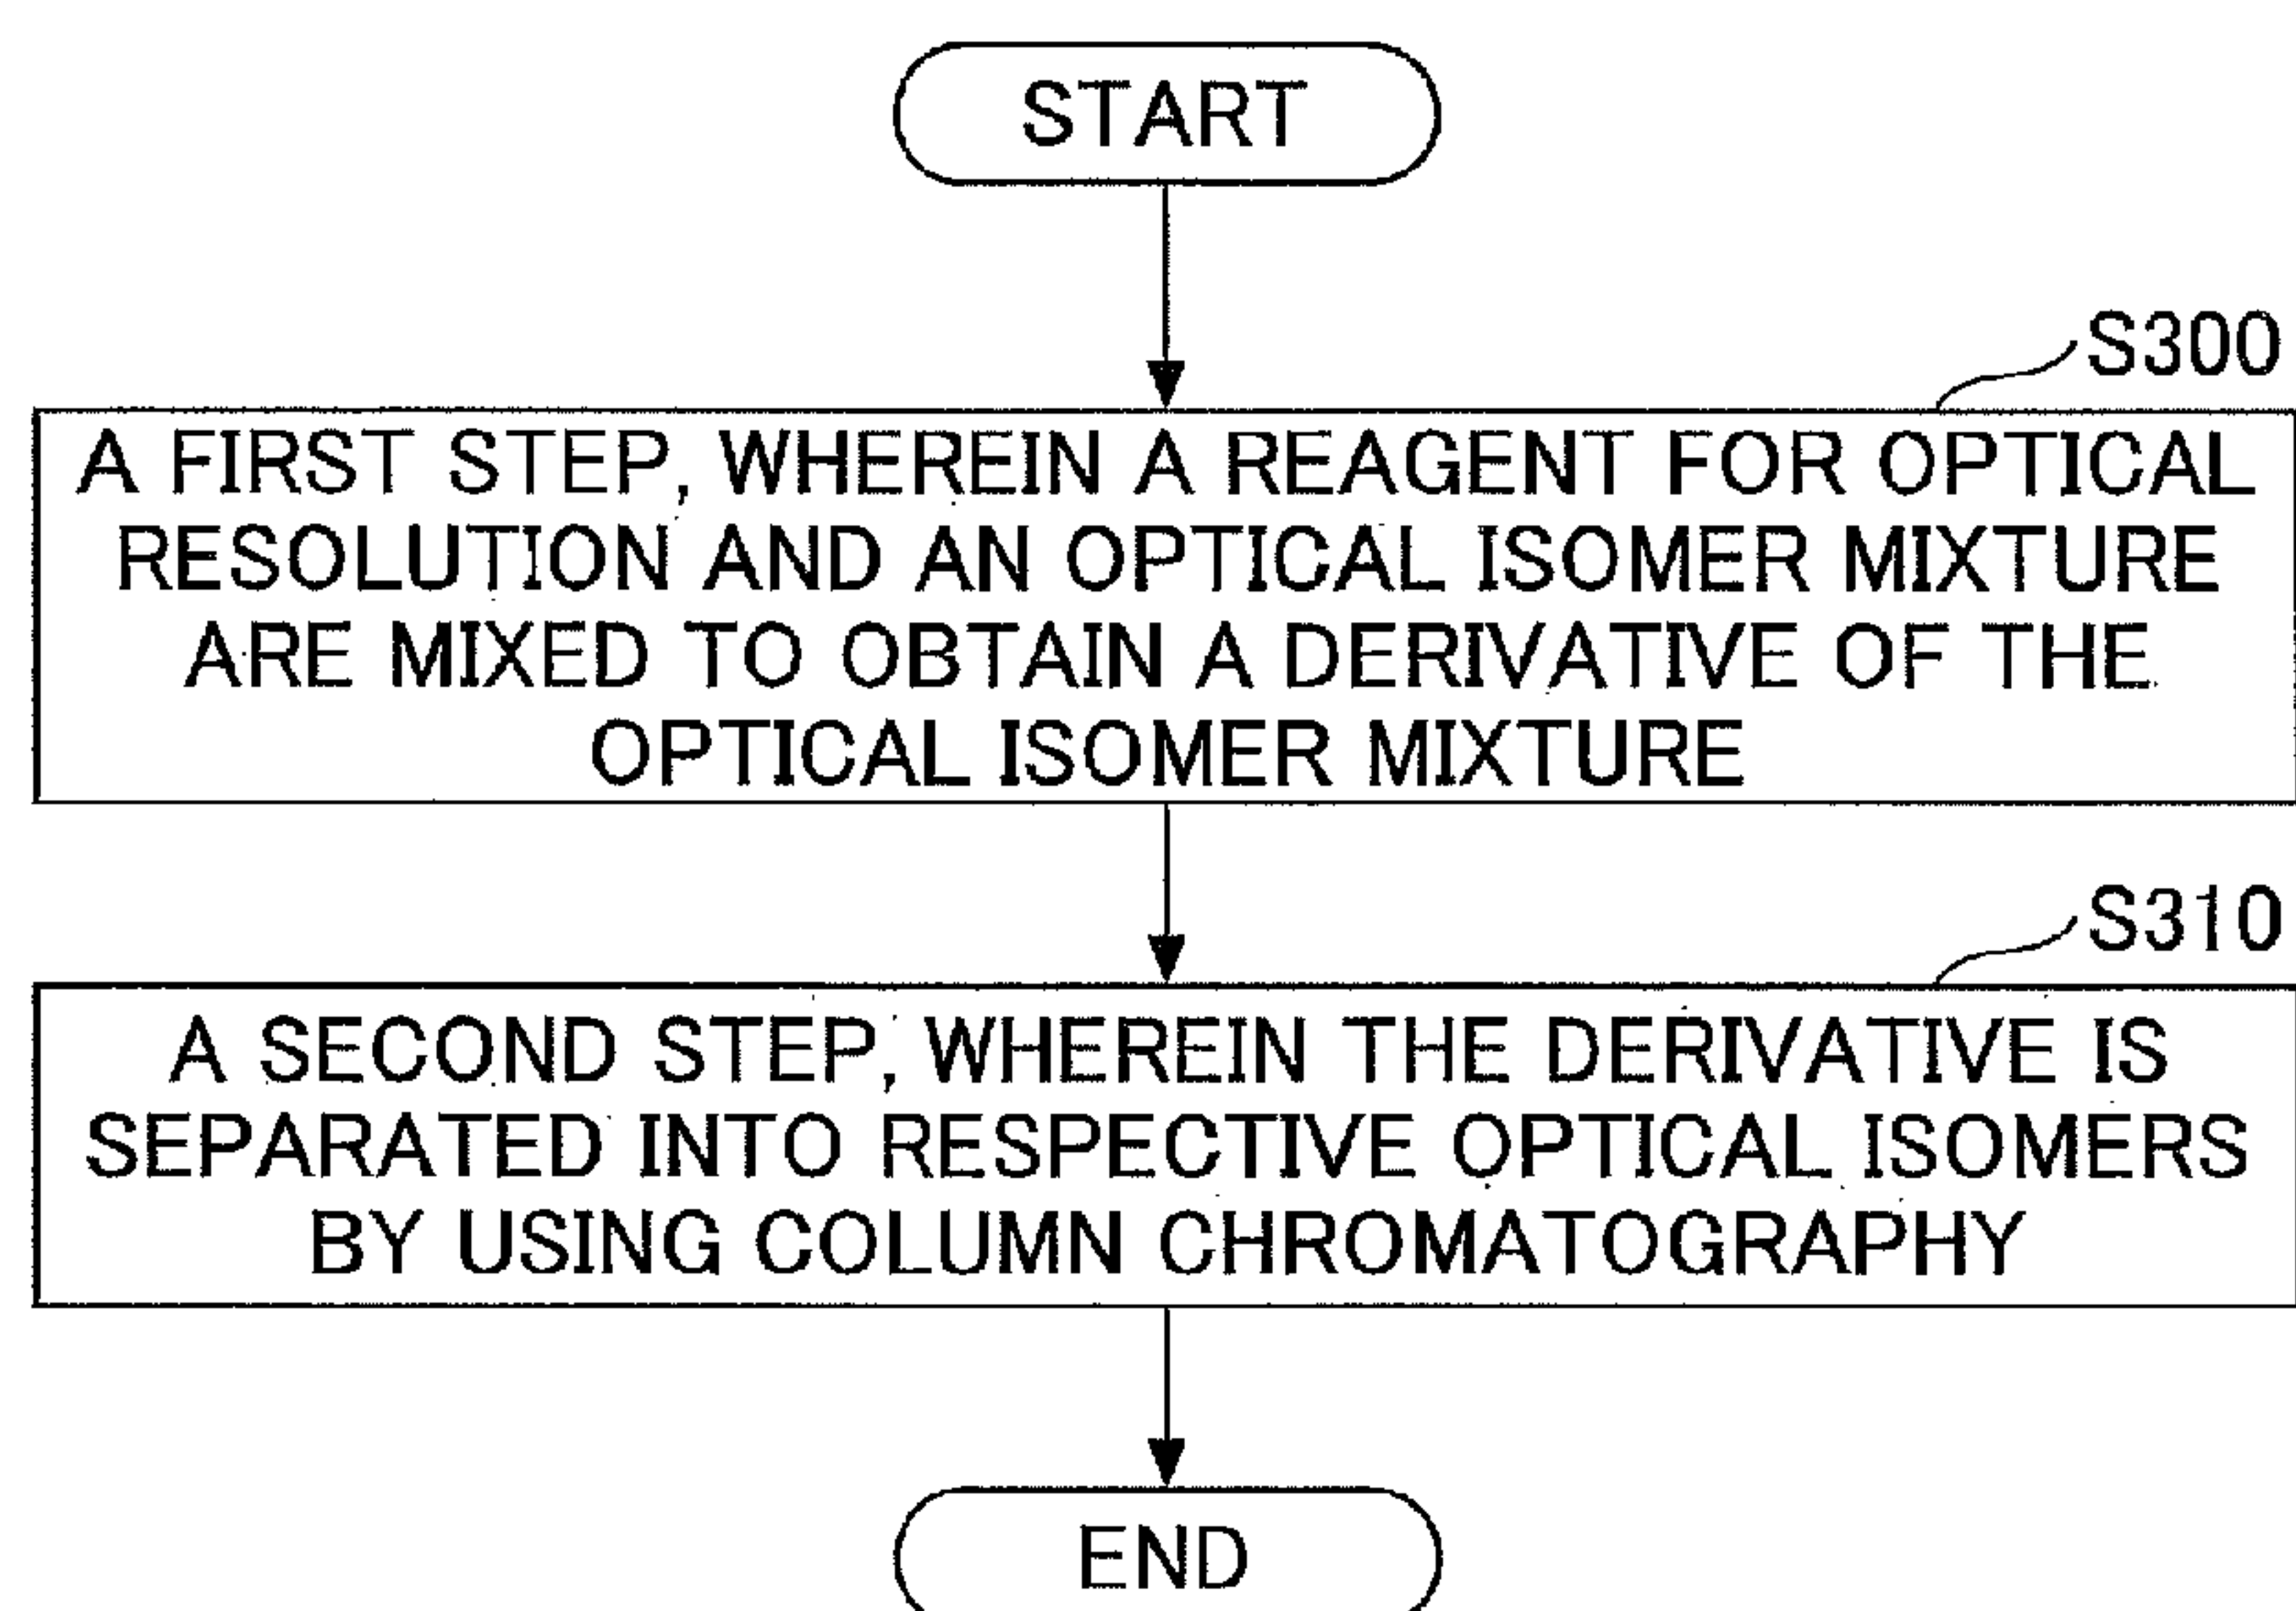 START
S300
A FIRST STEP, WHEREIN A REAGENT FOR OPTICAL
RESOLUTION AND AN OPTICAL ISOMER MIXTURE
ARE MIXED TO OBTAIN A DERIVATIVE OF THE
OPTICAL ISOMER MIXTURE
S310
A SECOND STEP, WHEREIN THE DERIVATIVE IS
SEPARATED INTO RESPECTIVE OPTICAL ISOMERS
BY USING COLUMN CHROMATOGRAPHY
END